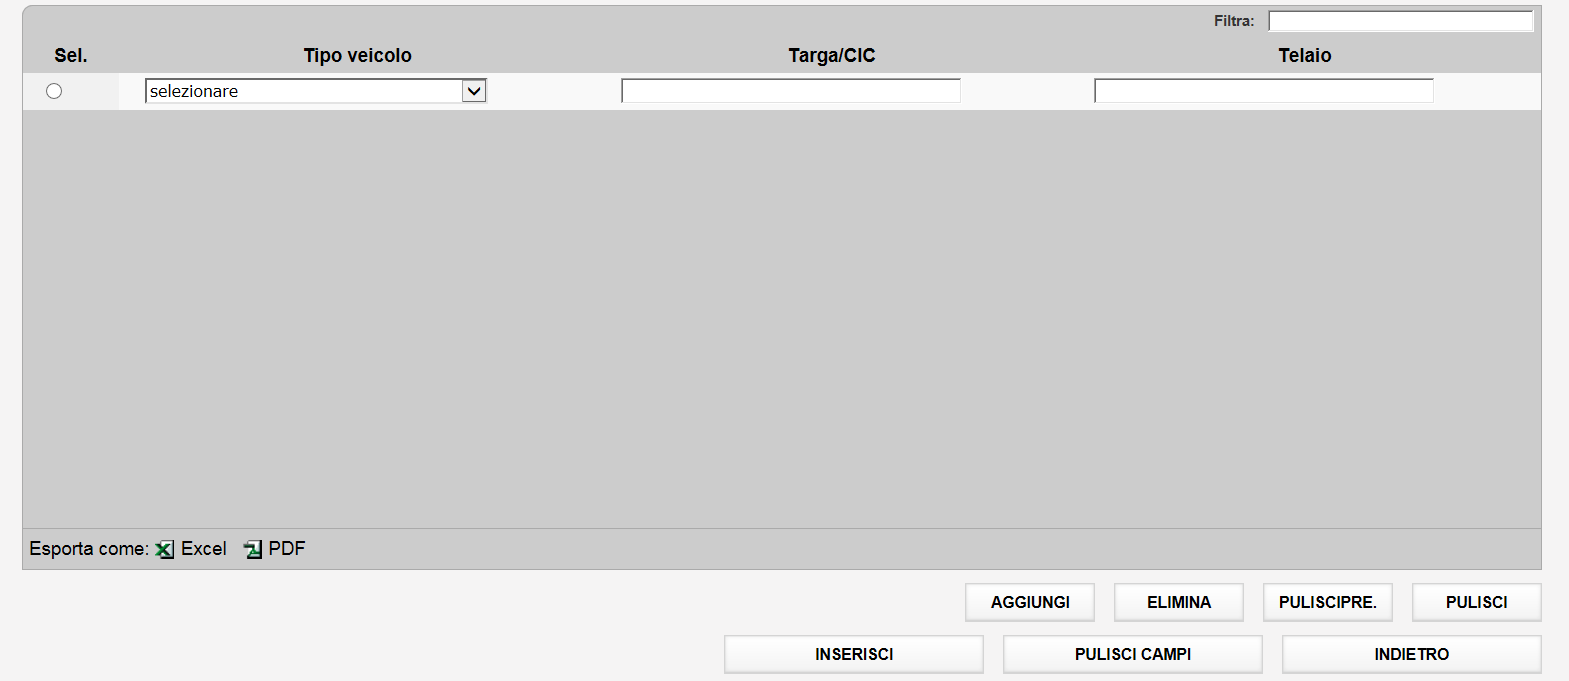 Filtra:
Sel. Tipo veicolo Targa/CIC Telaio
selezionare
Esporta come: Excel PDF
AGGIUNGI ELIMINA PULISCIPRE. PULISCI
INSERISCI PULISCI CAMPI INDIETRO